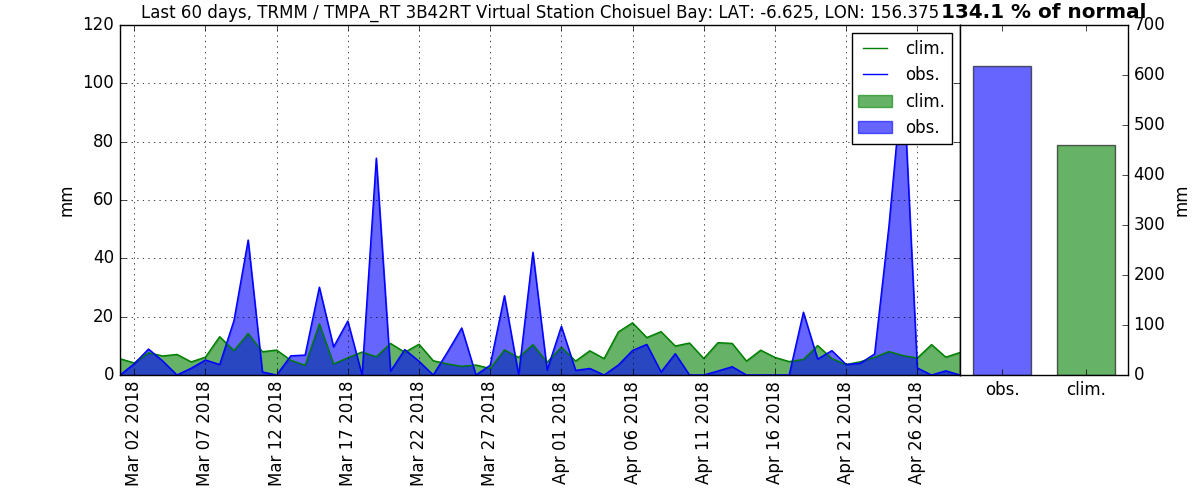 Last 60 days, TRMM / TMPA_RT 3B42RT Virtual Station Choisuel Bay: LAT: -6.625, LON: 156.375
134.1 % of normal
120
100
80
60
40
20
0
mm
clim.
obs.
clim.
obs.
Mar 02 2018
Mar 07 2018
Mar 12 2018
Mar 17 2018
Mar 22 2018
Mar 27 2018
Apr 01 2018
Apr 06 2018
Apr 11 2018
Apr 16 2018
Apr 21 2018
Apr 26 2018
700
600
500
400
300
200
100
0
mm
obs.
clim.